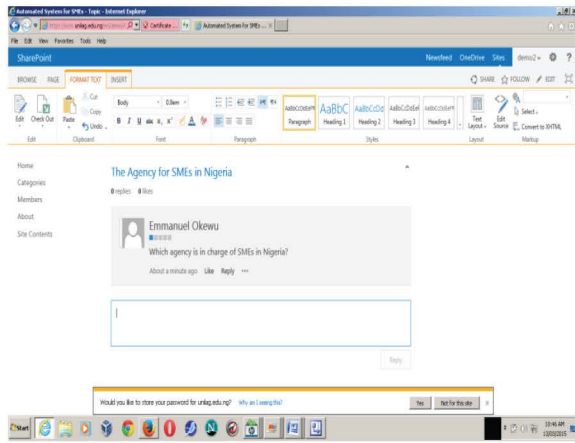 Automated System for SMEs - Topic - Internet Explorer
unilag.edu.ng
Certificate ...
Automated System for SMEs ...
File Edit View Favorites Tools Help
SharePoint
Newsfeed OneDrive Sites demo2
BROWSE PAGE FORMAT TEXT INSERT
SHARE FOLLOW EDIT
Edit Check Out Paste Cut Copy Undo
Body
B I U abc
AaBbC AaBbCcDd
Paragraph Heading 1 Heading 2 Heading 3 Heading 4
Text Layout Edit Source Select Convert to XHTML
Edit Clipboard Font Paragraph Styles Layout Markup
Home
Categories
Members
About
Site Contents
The Agency for SMEs in Nigeria
0 replies 0 likes
Emmanuel Okewu
Which agency is in charge of SMEs in Nigeria?
About a minute ago Like Reply ...
Reply
Would you like to store your password for unilag.edu.ng? Why am I seeing this? Yes Not for this site
Start
10:46 AM